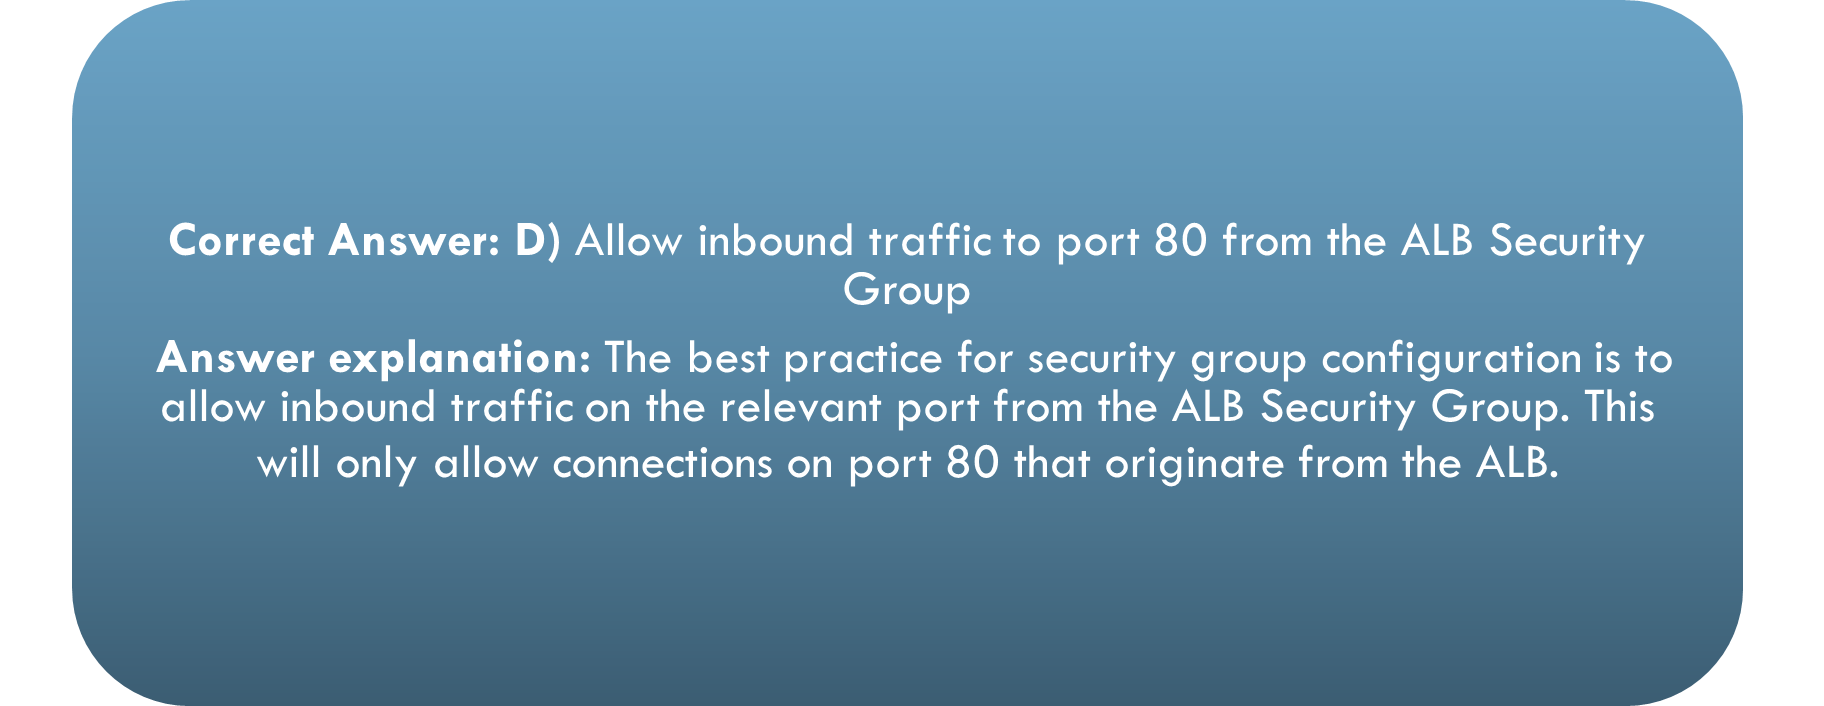 Correct Answer: D) Allow inbound traffic to port 80 from the ALB Security
Group
Answer explanation: The best practice for security group configuration is to
allow inbound traffic on the relevant port from the ALB Security Group. This
will only allow connections on port 80 that originate from the ALB.